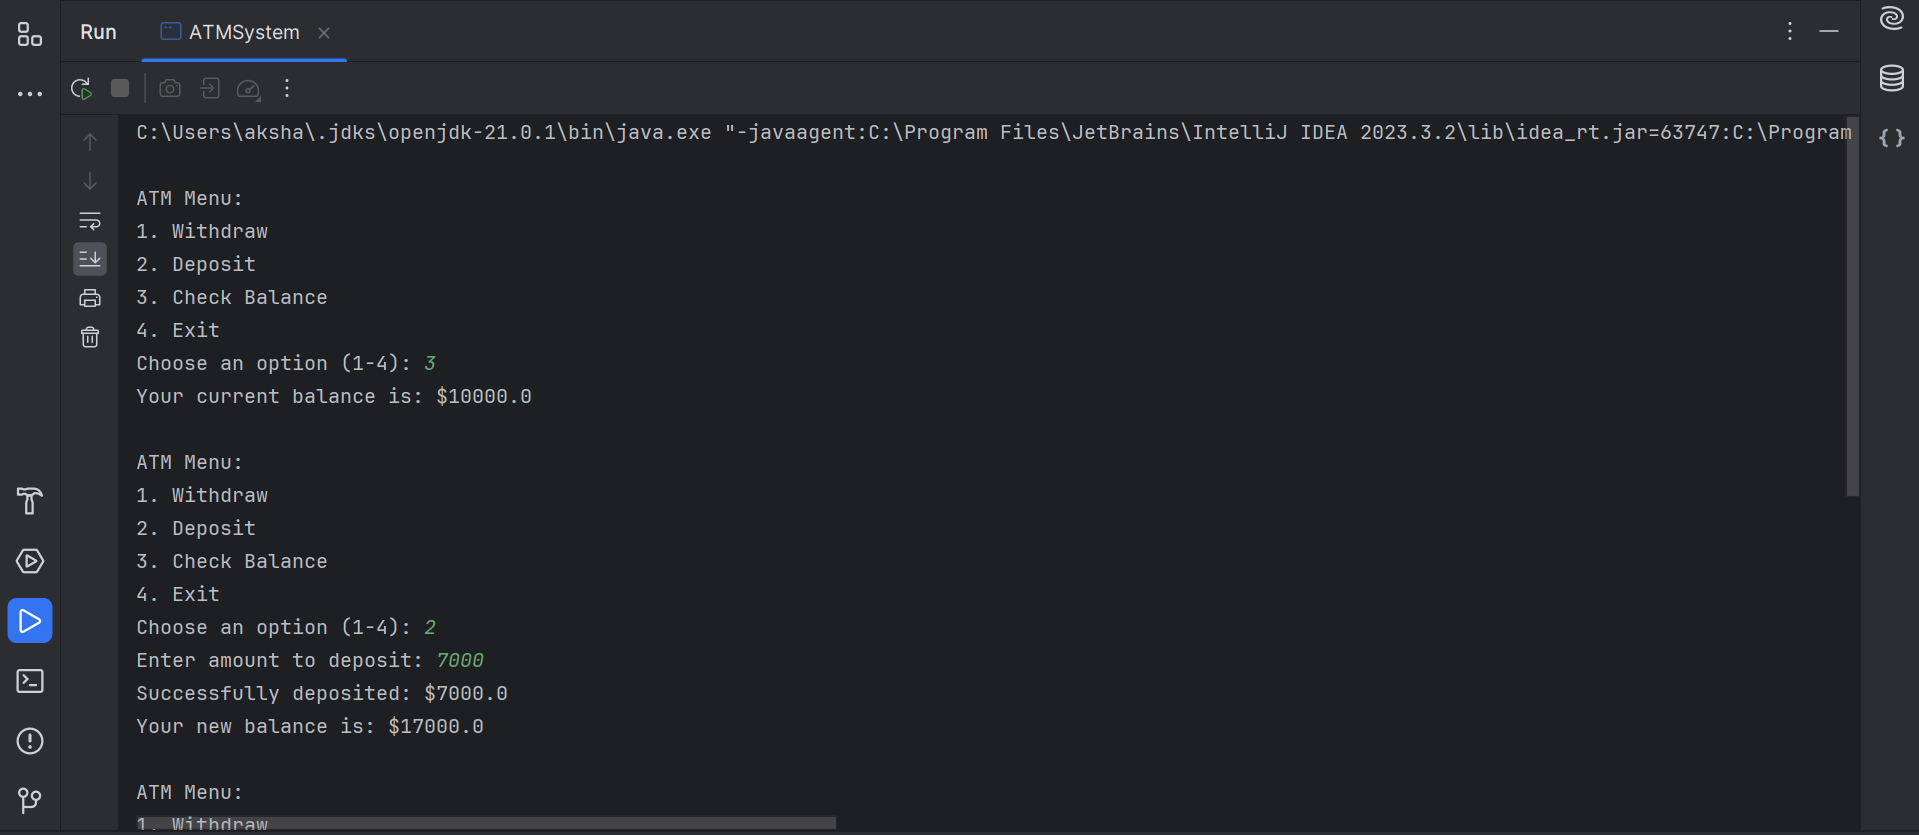 Run
ATMSystem
C:\Users\aksha\.jdks\openjdk-21.0.1\bin\java.exe "-javaagent:C:\Program Files\JetBrains\IntelliJ IDEA 2023.3.2\lib\idea_rt.jar=63747:C:\Program
ATM Menu:
1. Withdraw
2. Deposit
3. Check Balance
4. Exit
Choose an option (1-4): 3
Your current balance is: $10000.0
ATM Menu:
1. Withdraw
2. Deposit
3. Check Balance
4. Exit
Choose an option (1-4): 2
Enter amount to deposit: 7000
Successfully deposited: $7000.0
Your new balance is: $17000.0
ATM Menu:
1. Withdraw